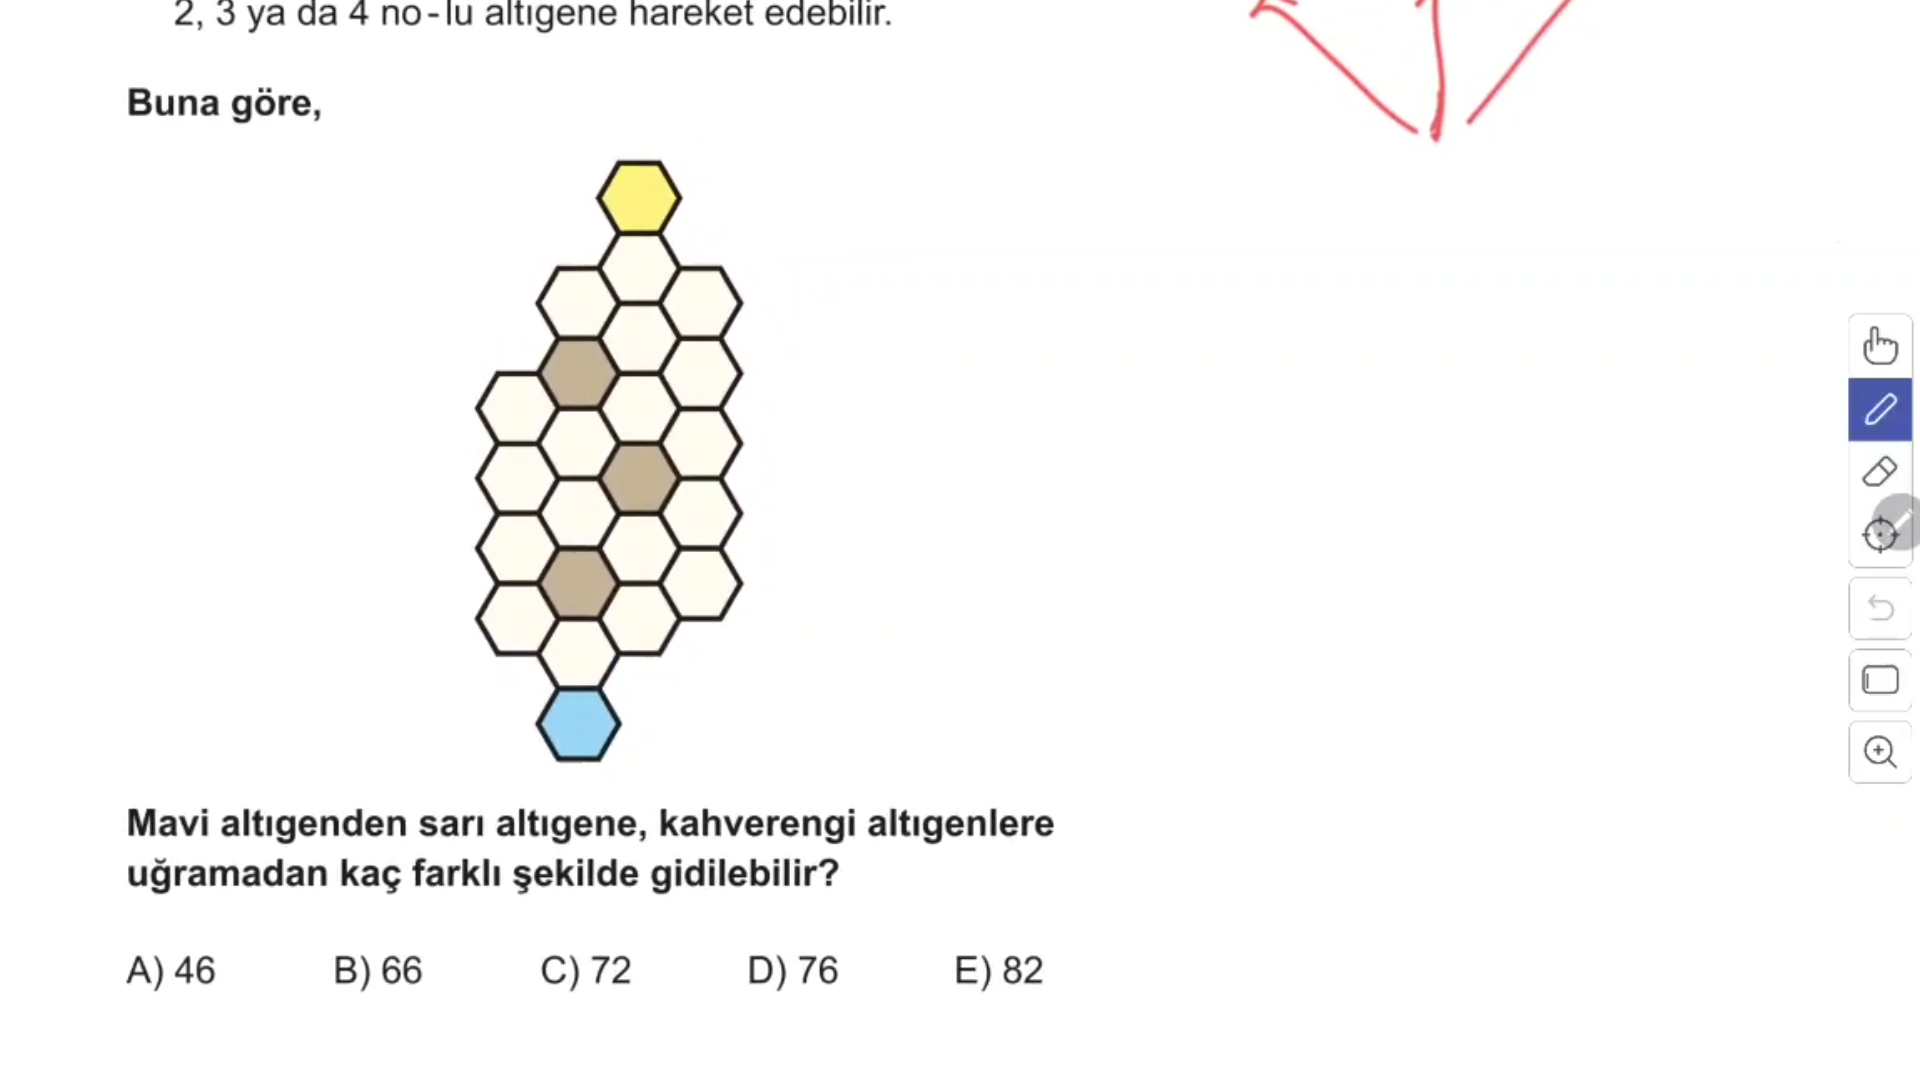 2, 3 ya da 4 no-lu altıgene hareket edebilir.
Buna göre,
Mavi altıgenden sarı altıgene, kahverengi altıgenlere
uğramadan kaç farklı şekilde gidilebilir?
A) 46 B) 66 C) 72 D) 76 E) 82